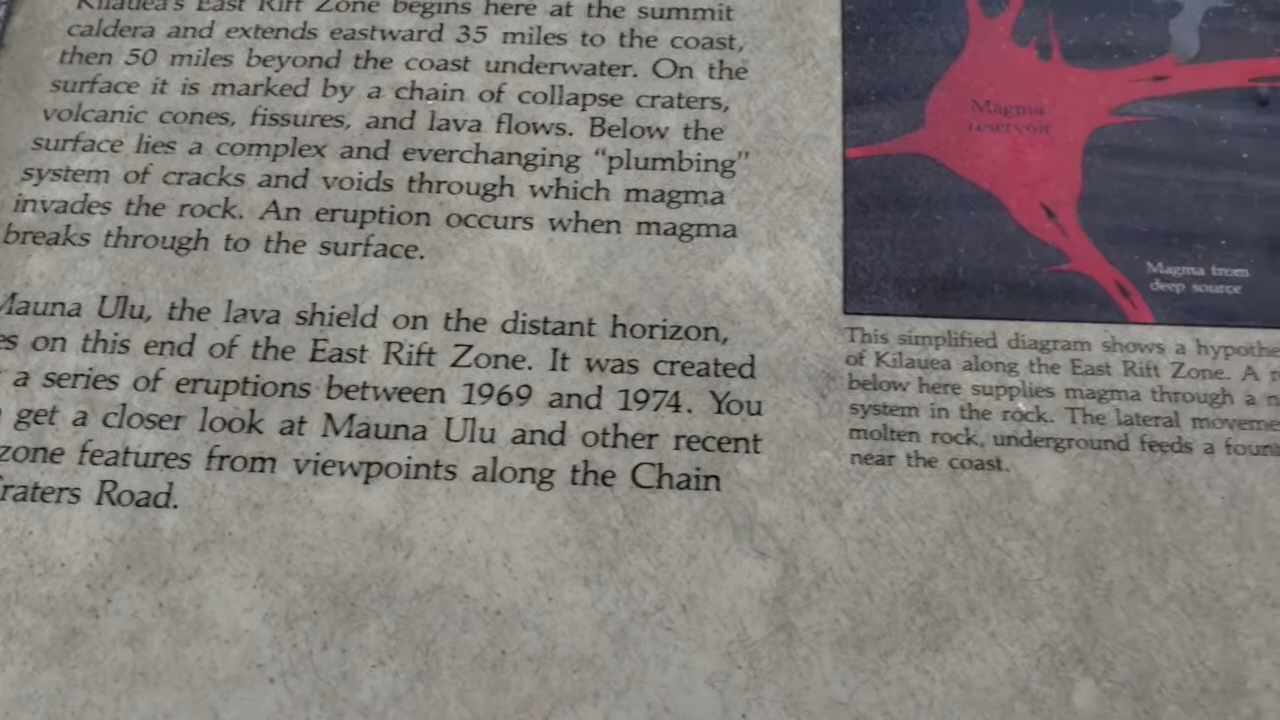 Kilauea's East Rift Zone begins here at the summit
caldera and extends eastward 35 miles to the coast,
then 50 miles beyond the coast underwater. On the
surface it is marked by a chain of collapse craters,
volcanic cones, fissures, and lava flows. Below the
surface lies a complex and everchanging “plumbing”
system of cracks and voids through which magma
invades the rock. An eruption occurs when magma
breaks through to the surface.
Mauna Ulu, the lava shield on the distant horizon,
on this end of the East Rift Zone. It was created
a series of eruptions between 1969 and 1974. You
get a closer look at Mauna Ulu and other recent
zone features from viewpoints along the Chain
Road.
Magma
reservoir
Magma from
deep source
This simplified diagram shows a
of Kilauea along the East Rift Zone. A
below here supplies magma through a
system in the rock. The lateral
molten rock, underground feeds a
near the coast.